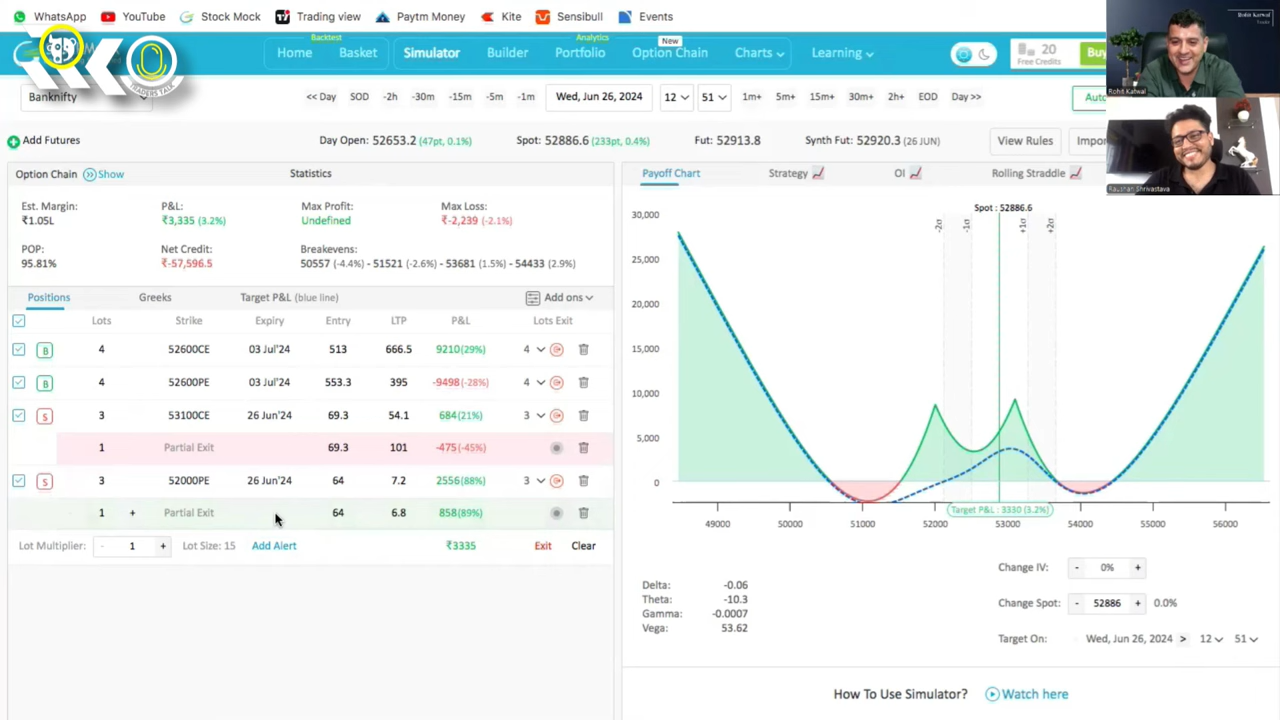 WhatsApp YouTube Stock Mock Trading view Paytm Money Kite Sensibull Events
Backtest Analytics New
Home Basket Simulator Builder Portfolio Option Chain Charts Learning 20 Free Credits Buy
TRADERS TALK
Rohit Katwal
Rohit Katwal
Raushan Shrivastava
Banknifty << Day SOD -2h -30m -15m -5m -1m Wed, Jun 26, 2024 12 51 1m+ 5m+ 15m+ 30m+ 2h+ EOD Day >> Auto
Add Futures Day Open: 52653.2 (47pt, 0.1%) Spot: 52886.6 (233pt, 0.4%) Fut: 52913.8 Synth Fut: 52920.3 (26 JUN) View Rules Impor
Option Chain Show Statistics
Est. Margin: P&L: Max Profit: Max Loss:
₹1.05L ₹3,335 (3.2%) Undefined ₹-2,239 (-2.1%)
POP: Net Credit: Breakevens:
95.81% ₹-57,596.5 50557 (-4.4%) - 51521 (-2.6%) - 53681 (1.5%) - 54433 (2.9%)
Positions Greeks Target P&L (blue line) Add ons
Lots Strike Expiry Entry LTP P&L Lots Exit
B 4 52600CE 03 Jul'24 513 666.5 9210(29%) 4
B 4 52600PE 03 Jul'24 553.3 395 -9498(-28%) 4
S 3 53100CE 26 Jun'24 69.3 54.1 684(21%) 3
1 Partial Exit 69.3 101 -475(-45%)
S 3 52000PE 26 Jun'24 64 7.2 2556(88%) 3
1 + Partial Exit 64 6.8 858(89%)
Lot Multiplier: - 1 + Lot Size: 15 Add Alert ₹3335 Exit Clear
Payoff Chart Strategy OI Rolling Straddle
Spot : 52886.6
-2σ -1σ +1σ +2σ
30,000
25,000
20,000
15,000
10,000
5,000
0
Target P&L : 3330 (3.2%)
49000 50000 51000 52000 53000 54000 55000 56000
Change IV: - 0% +
Delta: -0.06
Theta: -10.3
Gamma: -0.0007
Vega: 53.62
Change Spot: - 52886 + 0.0%
Target On: Wed, Jun 26, 2024 > 12 51
How To Use Simulator? Watch here